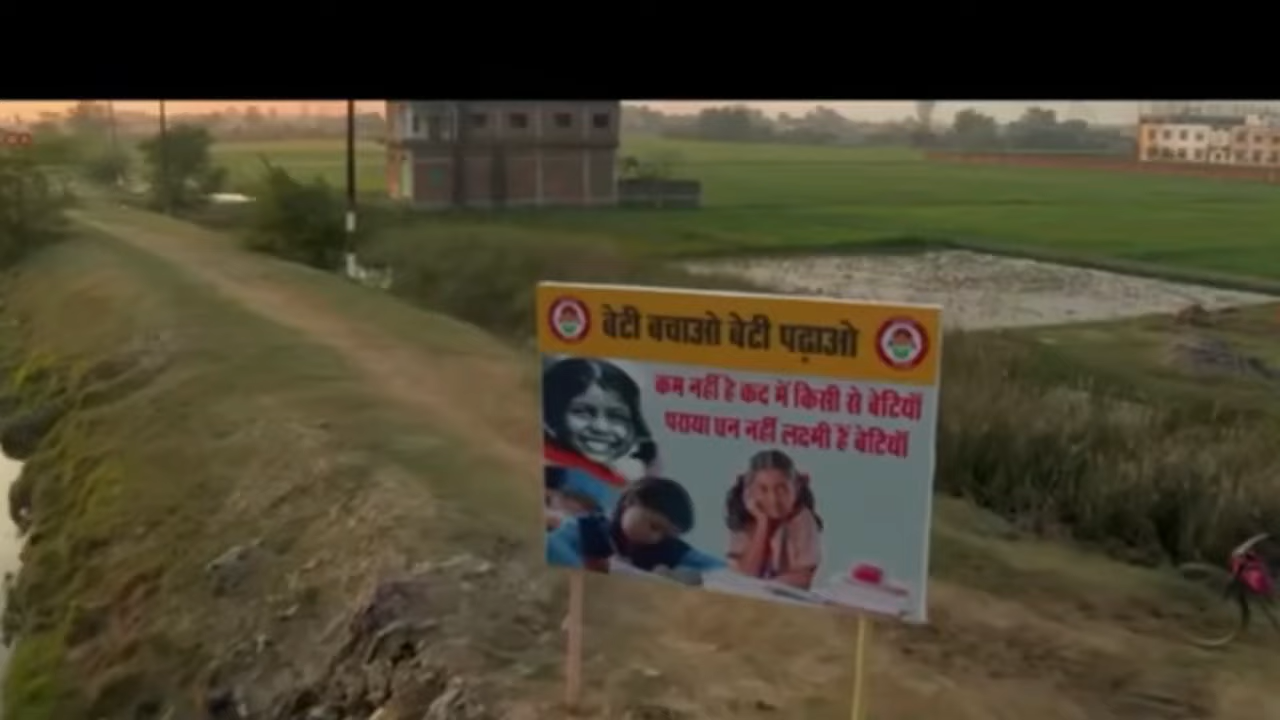 बेटी बचाओ बेटी पढ़ाओ
कम नहीं है कद में किसी से बेटियाँ
पराया धन नहीं लक्ष्मी हैं बेटियाँ